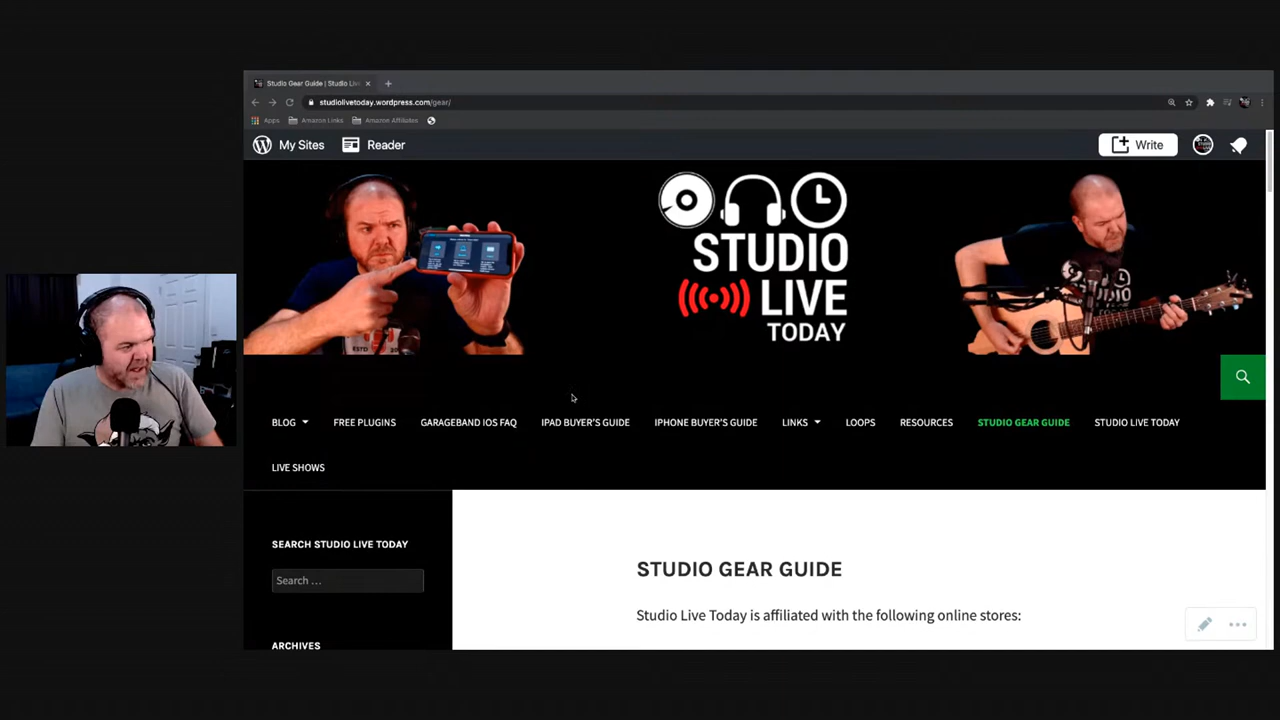 Studio Gear Guide | Studio Liv
studiolivetoday.wordpress.com/gear/
Apps Amazon Links Amazon Affiliates
My Sites Reader Write
STUDIO
LIVE
TODAY
BLOG FREE PLUGINS GARAGEBAND IOS FAQ IPAD BUYER'S GUIDE IPHONE BUYER'S GUIDE LINKS LOOPS RESOURCES STUDIO GEAR GUIDE STUDIO LIVE TODAY
LIVE SHOWS
SEARCH STUDIO LIVE TODAY
Search …
ARCHIVES
STUDIO GEAR GUIDE
Studio Live Today is affiliated with the following online stores: